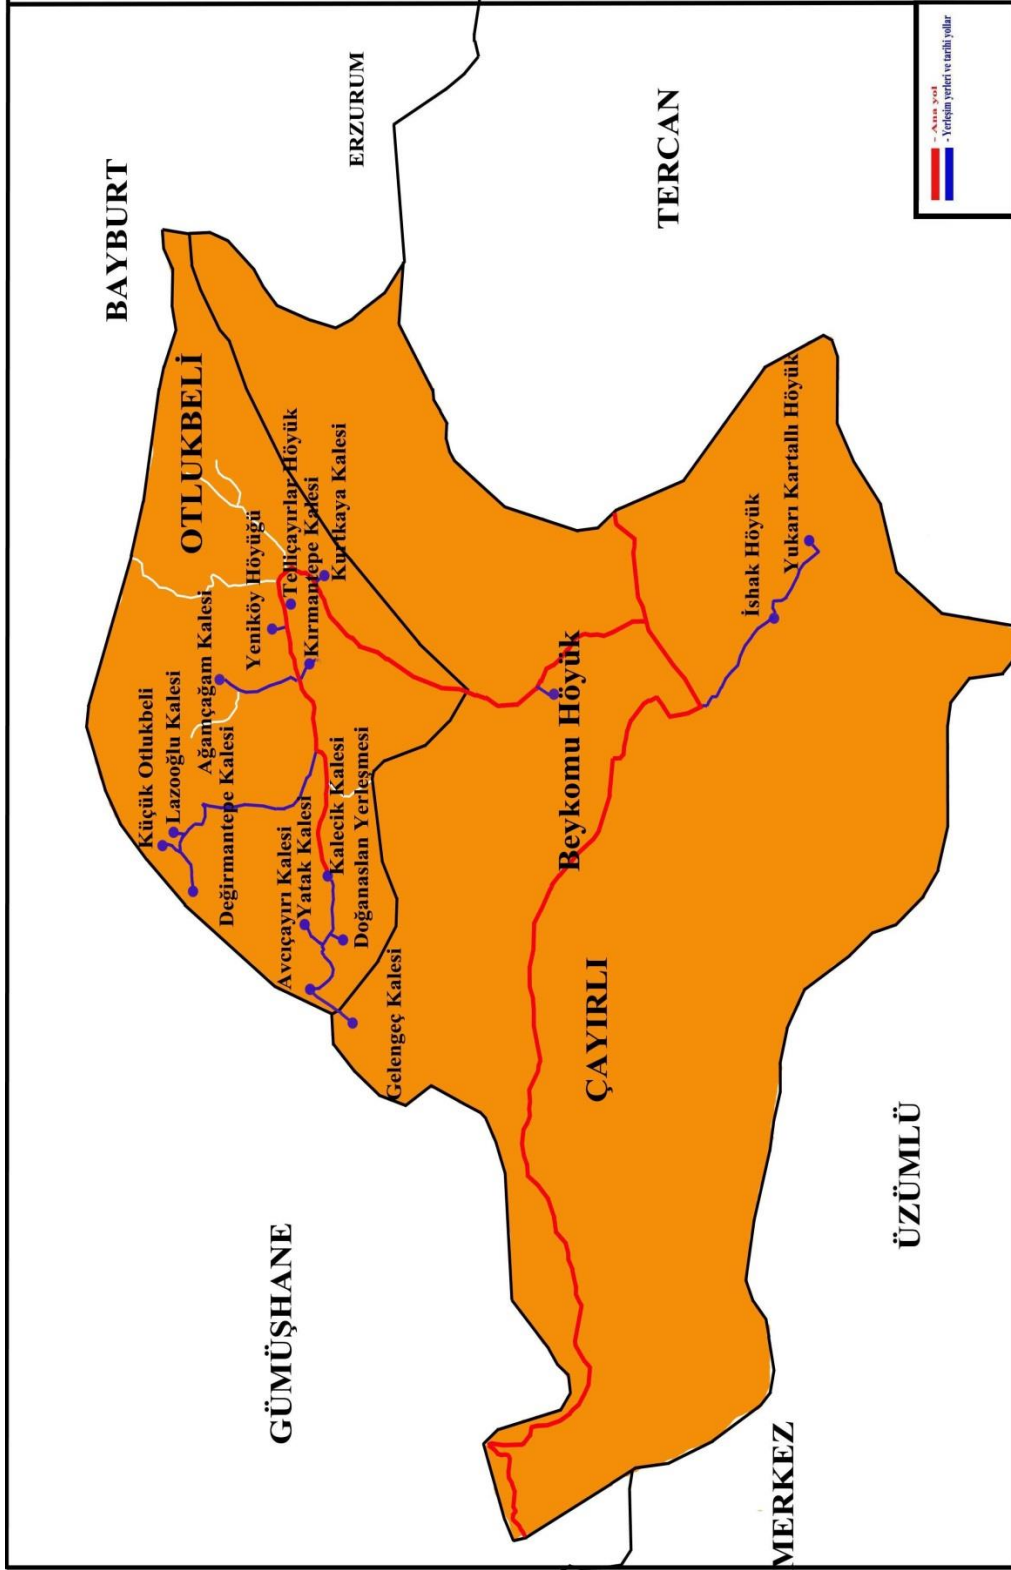 BAYBURT
ERZURUM
TERCAN
OTLUKBELİ
Küçük Otlukbeli
Lazooğlu Kalesi
Değirmantepe Kalesi
Ağamçağam Kalesi
Yeniköy Höyüğü
Telliçayırlar Höyük
Kırmantepe Kalesi
Kurtkaya Kalesi
Avcıçayırı Kalesi
Yatak Kalesi
Kalecik Kalesi
Doğanaslan Yerleşmesi
Gelengeç Kalesi
GÜMÜŞHANE
Beykomu Höyük
ÇAYIRLI
İshak Höyük
Yukarı Kartallı Höyük
MERKEZ
ÜZÜMLÜ
- Ana yol
- Yerleşim yerleri ve tarihi yollar